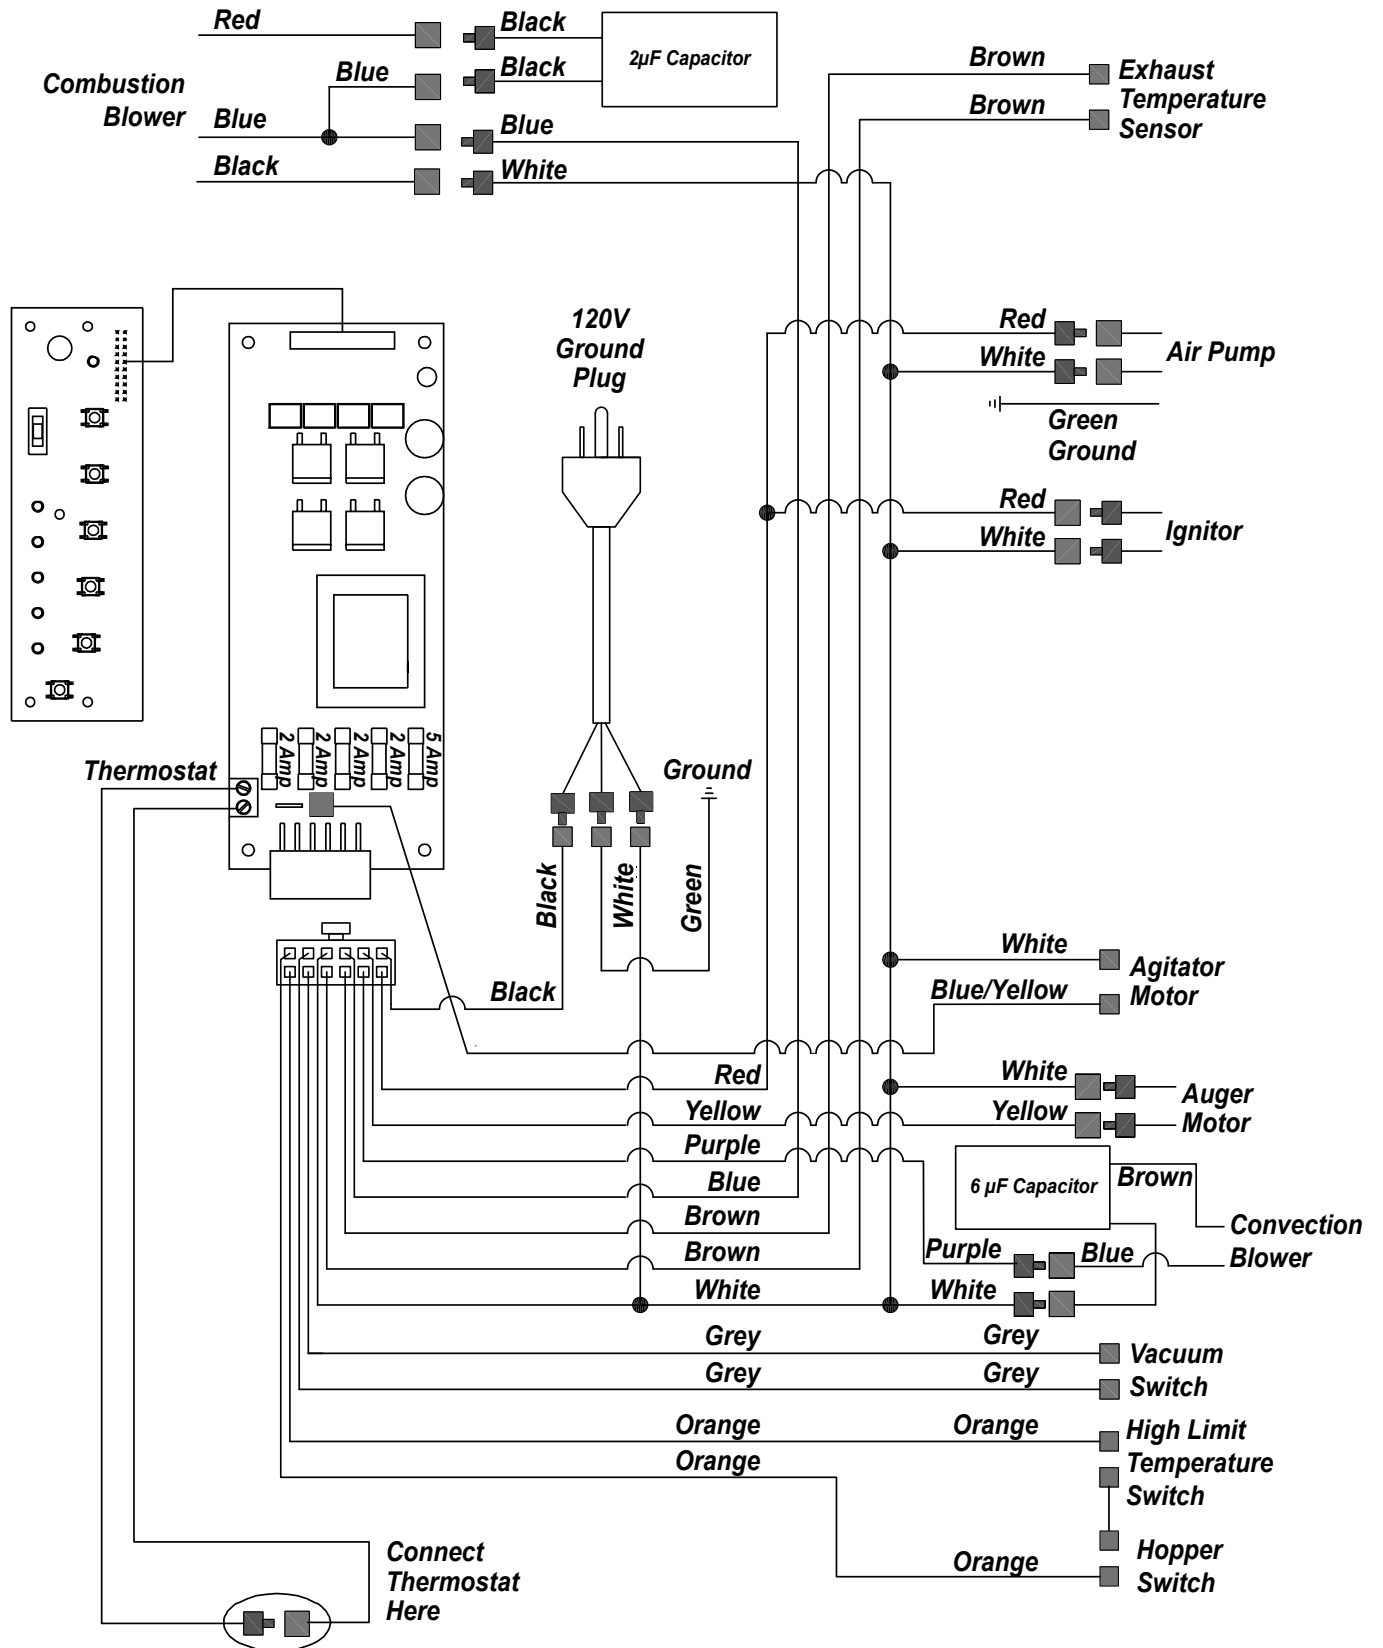 Red
Black
2µF Capacitor
Blue
Black
Combustion
Blower
Blue
Blue
Black
White
Brown
Exhaust
Temperature
Sensor
Brown
120V
Ground
Plug
Red
Air Pump
White
Green
Ground
Red
Ignitor
White
2 Amp
2 Amp
2 Amp
2 Amp
5 Amp
Thermostat
Ground
Black
White
Green
Black
White
Agitator
Motor
Blue/Yellow
Red
White
Auger
Motor
Yellow
Yellow
Purple
6 µF Capacitor
Brown
Blue
Convection
Blower
Brown
Purple
Blue
Brown
White
White
Grey
Grey
Vacuum
Switch
Grey
Grey
Orange
Orange
High Limit
Temperature
Switch
Orange
Orange
Hopper
Switch
Connect
Thermostat
Here